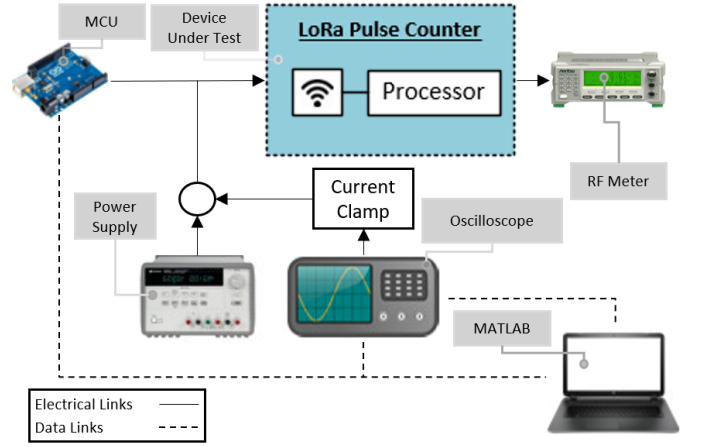 MCU
Device
Under Test
LoRa Pulse Counter
Processor
RF Meter
Power
Supply
Current
Clamp
Oscilloscope
MATLAB
Electrical Links
Data Links